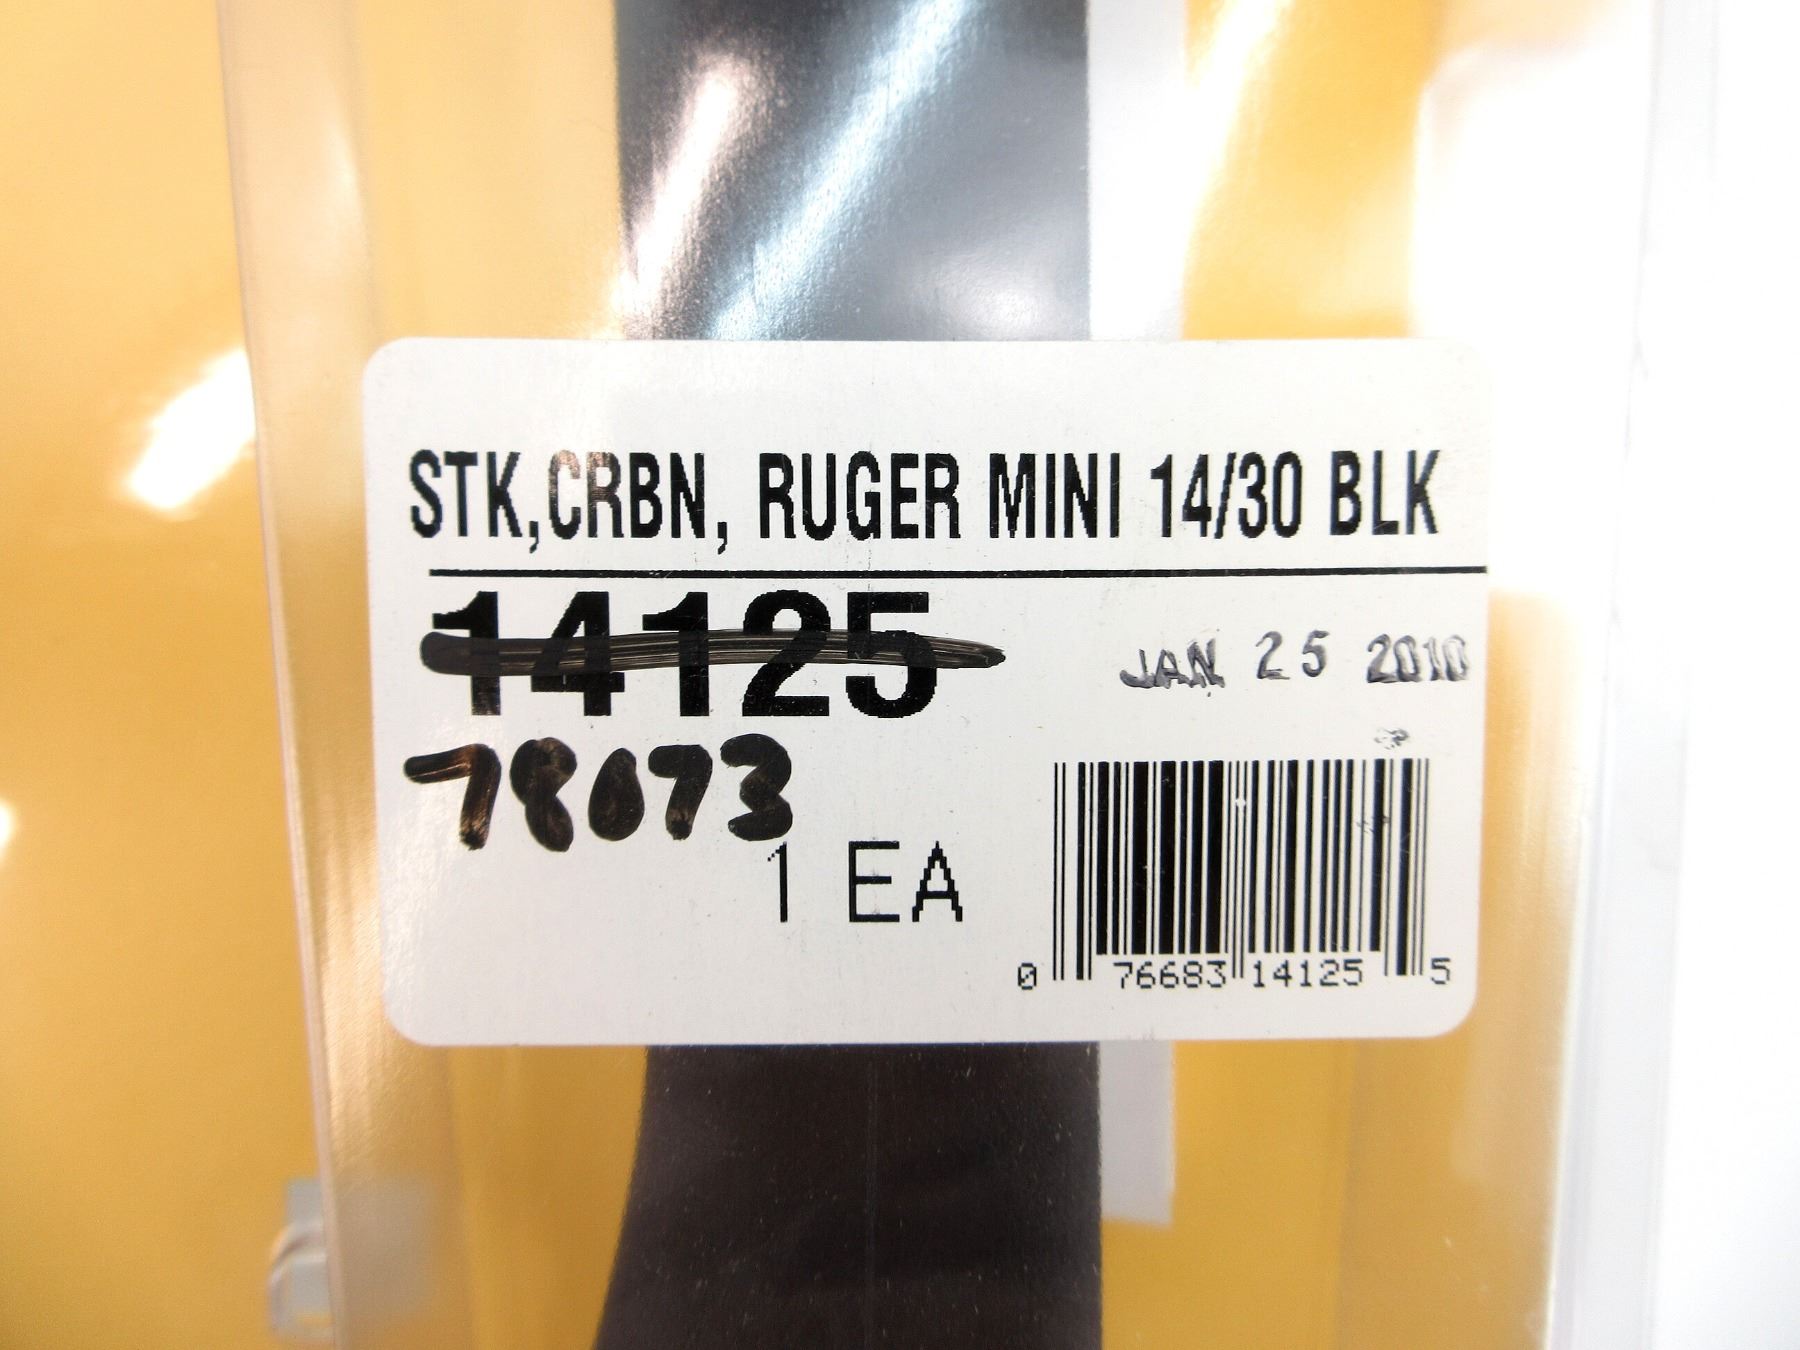 STK,CRBN, RUGER MINI 14/30 BLK
14125
JAN 25 2010
78073
1 EA
0 76683 14125 5